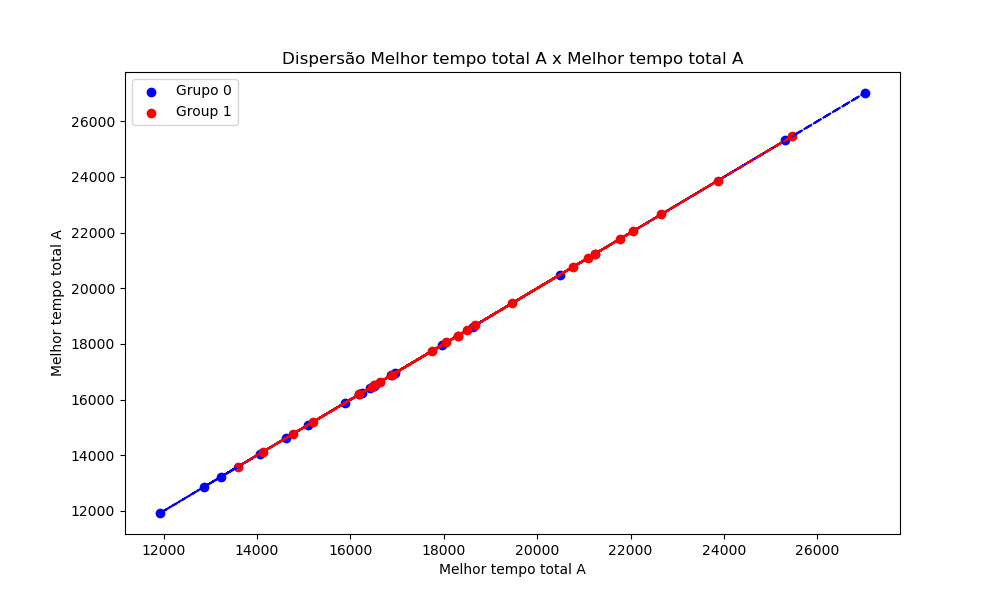 Dispersão Melhor tempo total A x Melhor tempo total A
Grupo 0
Group 1
26000
24000
22000
20000
18000
16000
14000
12000
Melhor tempo total A
12000 14000 16000 18000 20000 22000 24000 26000
Melhor tempo total A